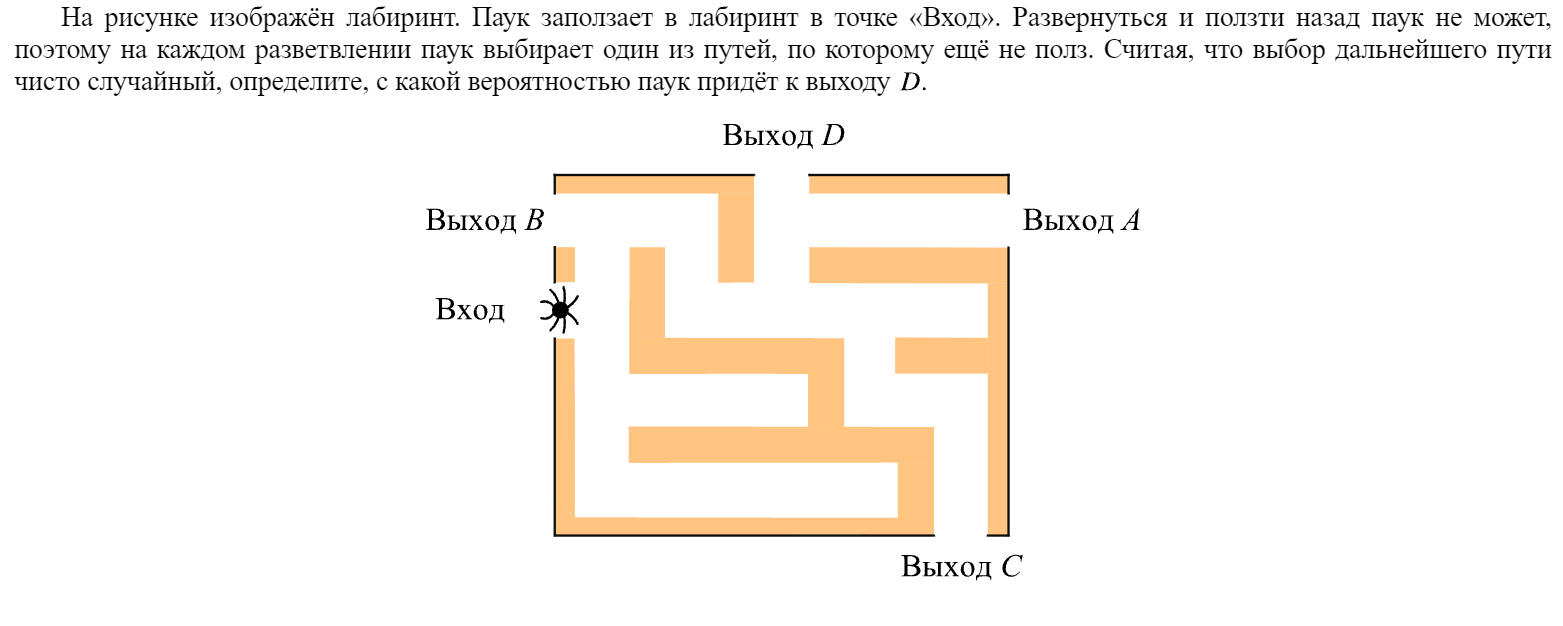 На рисунке изображён лабиринт. Паук заползает в лабиринт в точке «Вход». Развернуться и ползти назад паук не может,
поэтому на каждом разветвлении паук выбирает один из путей, по которому ещё не полз. Считая, что выбор дальнейшего пути
чисто случайный, определите, с какой вероятностью паук придёт к выходу D.
Выход D
Выход B
Выход A
Вход
Выход C